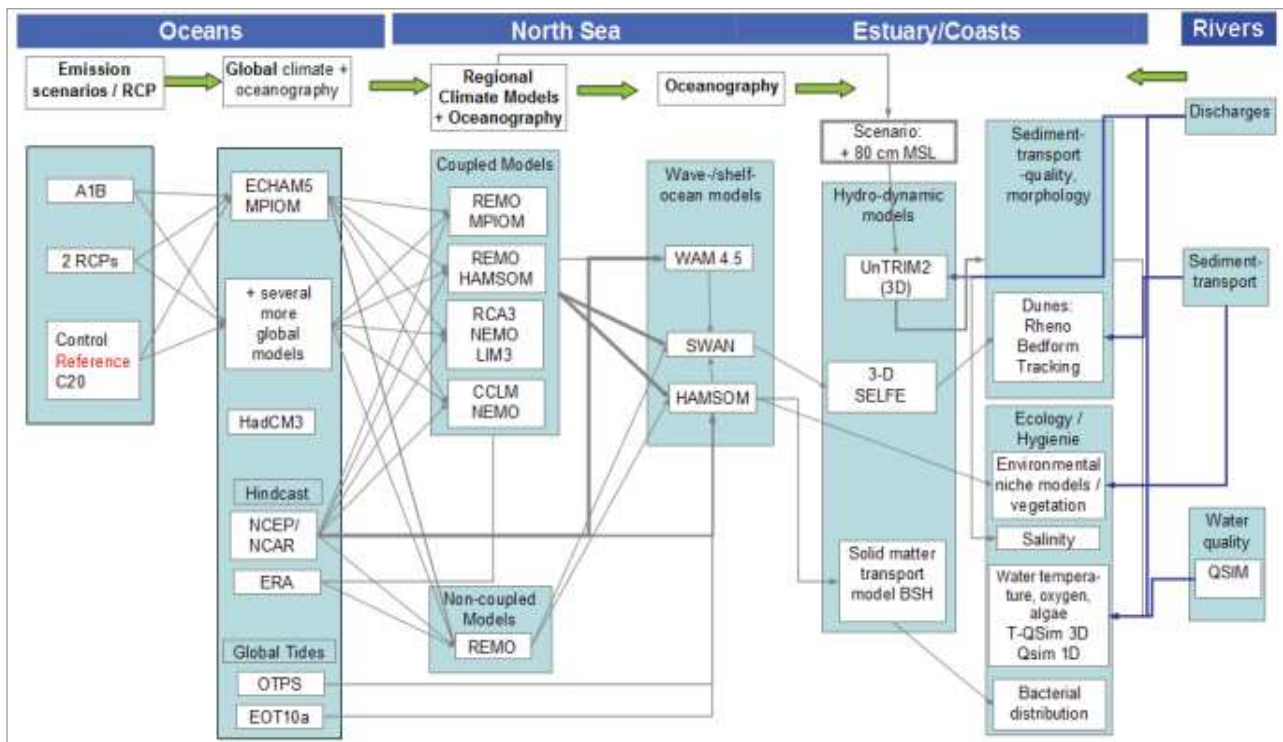 Oceans
North Sea
Estuary/Coasts
Rivers
Emission
scenarios / RCP
Global climate +
oceanography
Regional
Climate Models
+ Oceanography
Oceanography
Scenario:
+ 80 cm MSL
A1B
2 RCPs
Control
Reference
C20
ECHAM5
MPIOM
+ several
more
global
models
HadCM3
Hindcast
NCEP/
NCAR
ERA
Global Tides
OTPS
EOT10a
Coupled Models
REMO
MPIOM
REMO
HAMSOM
RCA3
NEMO
LIM3
CCLM
NEMO
Non-coupled
Models
REMO
Wave-/shelf-
ocean models
WAM 4.5
SWAN
HAMSOM
Hydro-dynamic
models
UnTRIM2
(3D)
3-D
SELFE
Solid matter
transport
model BSH
Sediment-
transport
-quality,
morphology
Dunes:
Rheno
Bedform
Tracking
Ecology /
Hygienie
Environmental
niche models /
vegetation
Salinity
Water tempera-
ture, oxygen,
algae
T-QSim 3D
Qsim 1D
Bacterial
distribution
Discharges
Sediment-
transport
Water
quality
QSIM